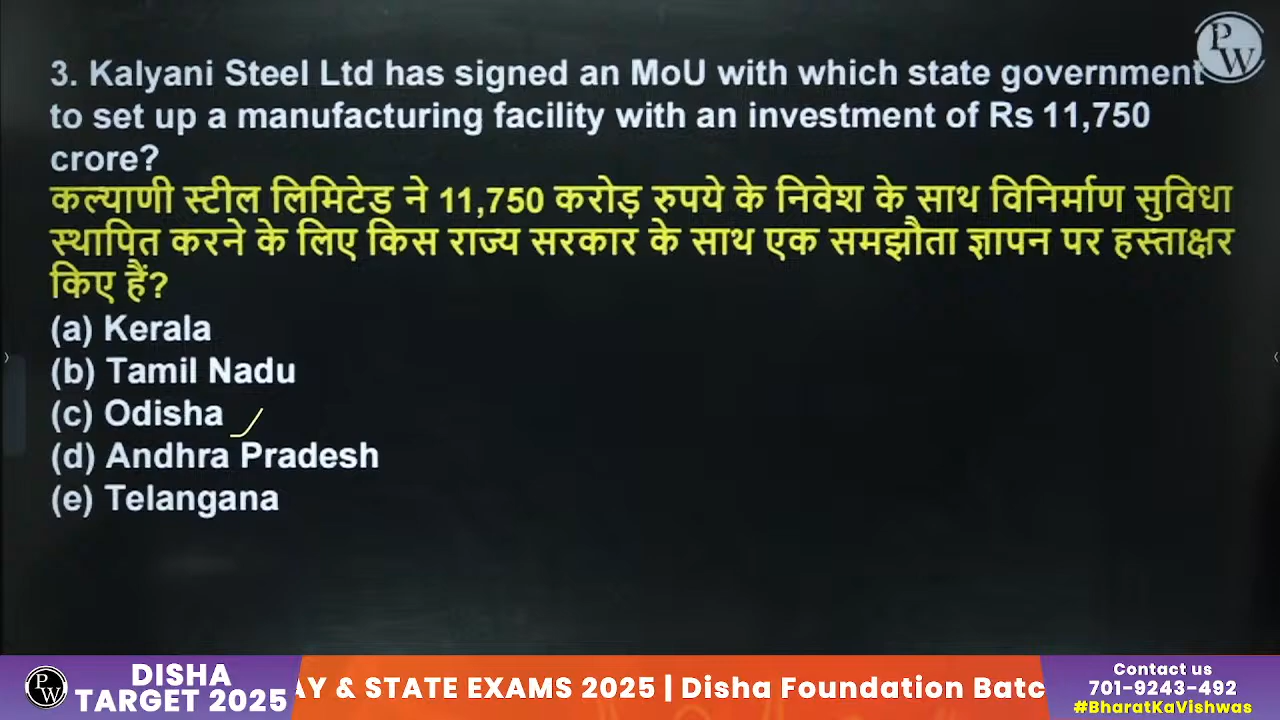 PW
3. Kalyani Steel Ltd has signed an MoU with which state government
to set up a manufacturing facility with an investment of Rs 11,750
crore?
कल्याणी स्टील लिमिटेड ने 11,750 करोड़ रुपये के निवेश के साथ विनिर्माण सुविधा
स्थापित करने के लिए किस राज्य सरकार के साथ एक समझौता ज्ञापन पर हस्ताक्षर
किए हैं?
(a) Kerala
(b) Tamil Nadu
(c) Odisha
(d) Andhra Pradesh
(e) Telangana
PW
DISHA
TARGET 2025
AY & STATE EXAMS 2025 | Disha Foundation Batc
Contact us
701-9243-492
#BharatKaVishwas